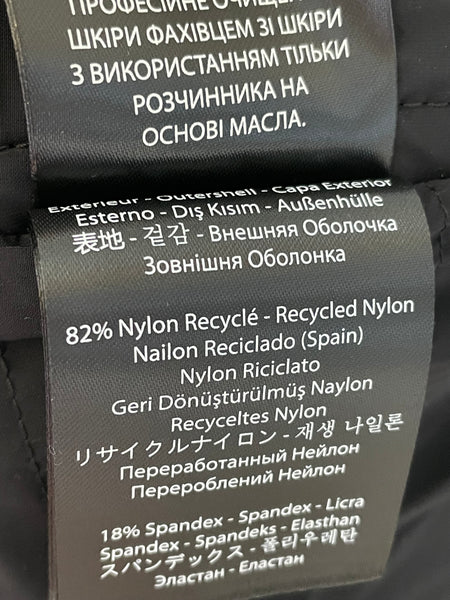 ПРОФЕСІЙНЕ ОЧИЩЕННЯ
ШКІРИ ФАХІВЦЕМ ЗІ ШКІРИ
З ВИКОРИСТАННЯМ ТІЛЬКИ
РОЗЧИННИКА НА
ОСНОВІ МАСЛА.
Extérieur - Outershell - Capa Exterior
Esterno - Dış Kısım - Außenhülle
表地 - 겉감 - Внешняя Оболочка
Зовнішня Оболонка
82% Nylon Recyclé - Recycled Nylon
Nailon Reciclado (Spain)
Nylon Riciclato
Geri Dönüştürülmüş Naylon
Recyceltes Nylon
リサイクルナイロン - 재생 나일론
Переработанный Нейлон
Перероблений Нейлон
18% Spandex - Spandex - Licra
Spandex - Spandeks - Elasthan
スパンデックス - 폴리우레탄
Эластан - Еластан